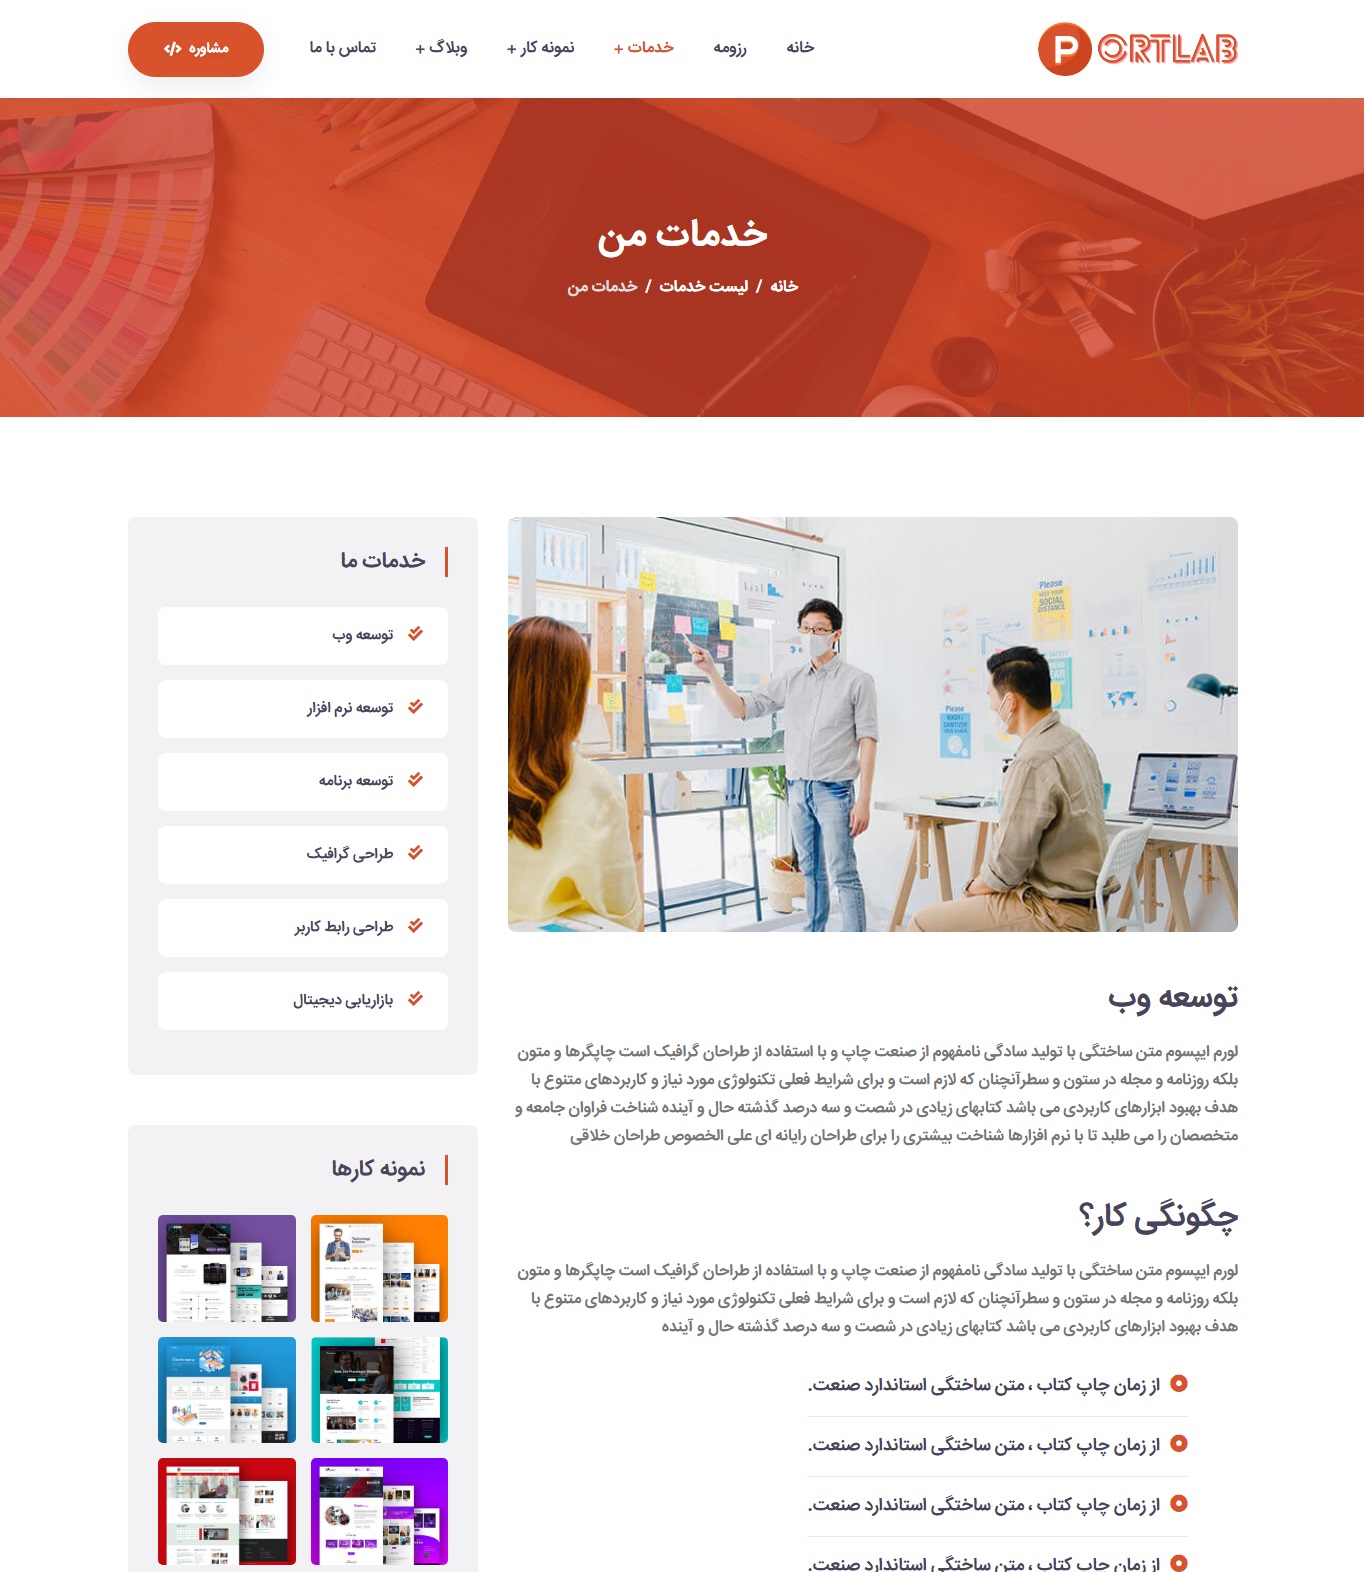 PORTLAB
خانه
رزومه
خدمات +
نمونه کار +
وبلاگ +
تماس با ما
مشاوره
خدمات من
خانه / لیست خدمات / خدمات من
Please
KEEP YOUR
SOCIAL
DISTANCE
Please
WASH /
SANITIZE
YOUR HANDS
توسعه وب
لورم ایپسوم متن ساختگی با تولید سادگی نامفهوم از صنعت چاپ و با استفاده از طراحان گرافیک است چاپگرها و متون
بلکه روزنامه و مجله در ستون و سطرآنچنان که لازم است و برای شرایط فعلی تکنولوژی مورد نیاز و کاربردهای متنوع با
هدف بهبود ابزارهای کاربردی می باشد کتابهای زیادی در شصت و سه درصد گذشته حال و آینده شناخت فراوان جامعه و
متخصصان را می طلبد تا با نرم افزارها شناخت بیشتری را برای طراحان رایانه ای علی الخصوص طراحان خلاقی
چگونگی کار؟
لورم ایپسوم متن ساختگی با تولید سادگی نامفهوم از صنعت چاپ و با استفاده از طراحان گرافیک است چاپگرها و متون
بلکه روزنامه و مجله در ستون و سطرآنچنان که لازم است و برای شرایط فعلی تکنولوژی مورد نیاز و کاربردهای متنوع با
هدف بهبود ابزارهای کاربردی می باشد کتابهای زیادی در شصت و سه درصد گذشته حال و آینده
از زمان چاپ کتاب ، متن ساختگی استاندارد صنعت.
از زمان چاپ کتاب ، متن ساختگی استاندارد صنعت.
از زمان چاپ کتاب ، متن ساختگی استاندارد صنعت.
از زمان چاپ کتاب ، متن ساختگی استاندارد صنعت.
خدمات ما
توسعه وب
توسعه نرم افزار
توسعه برنامه
طراحی گرافیک
طراحی رابط کاربر
بازاریابی دیجیتال
نمونه کارها